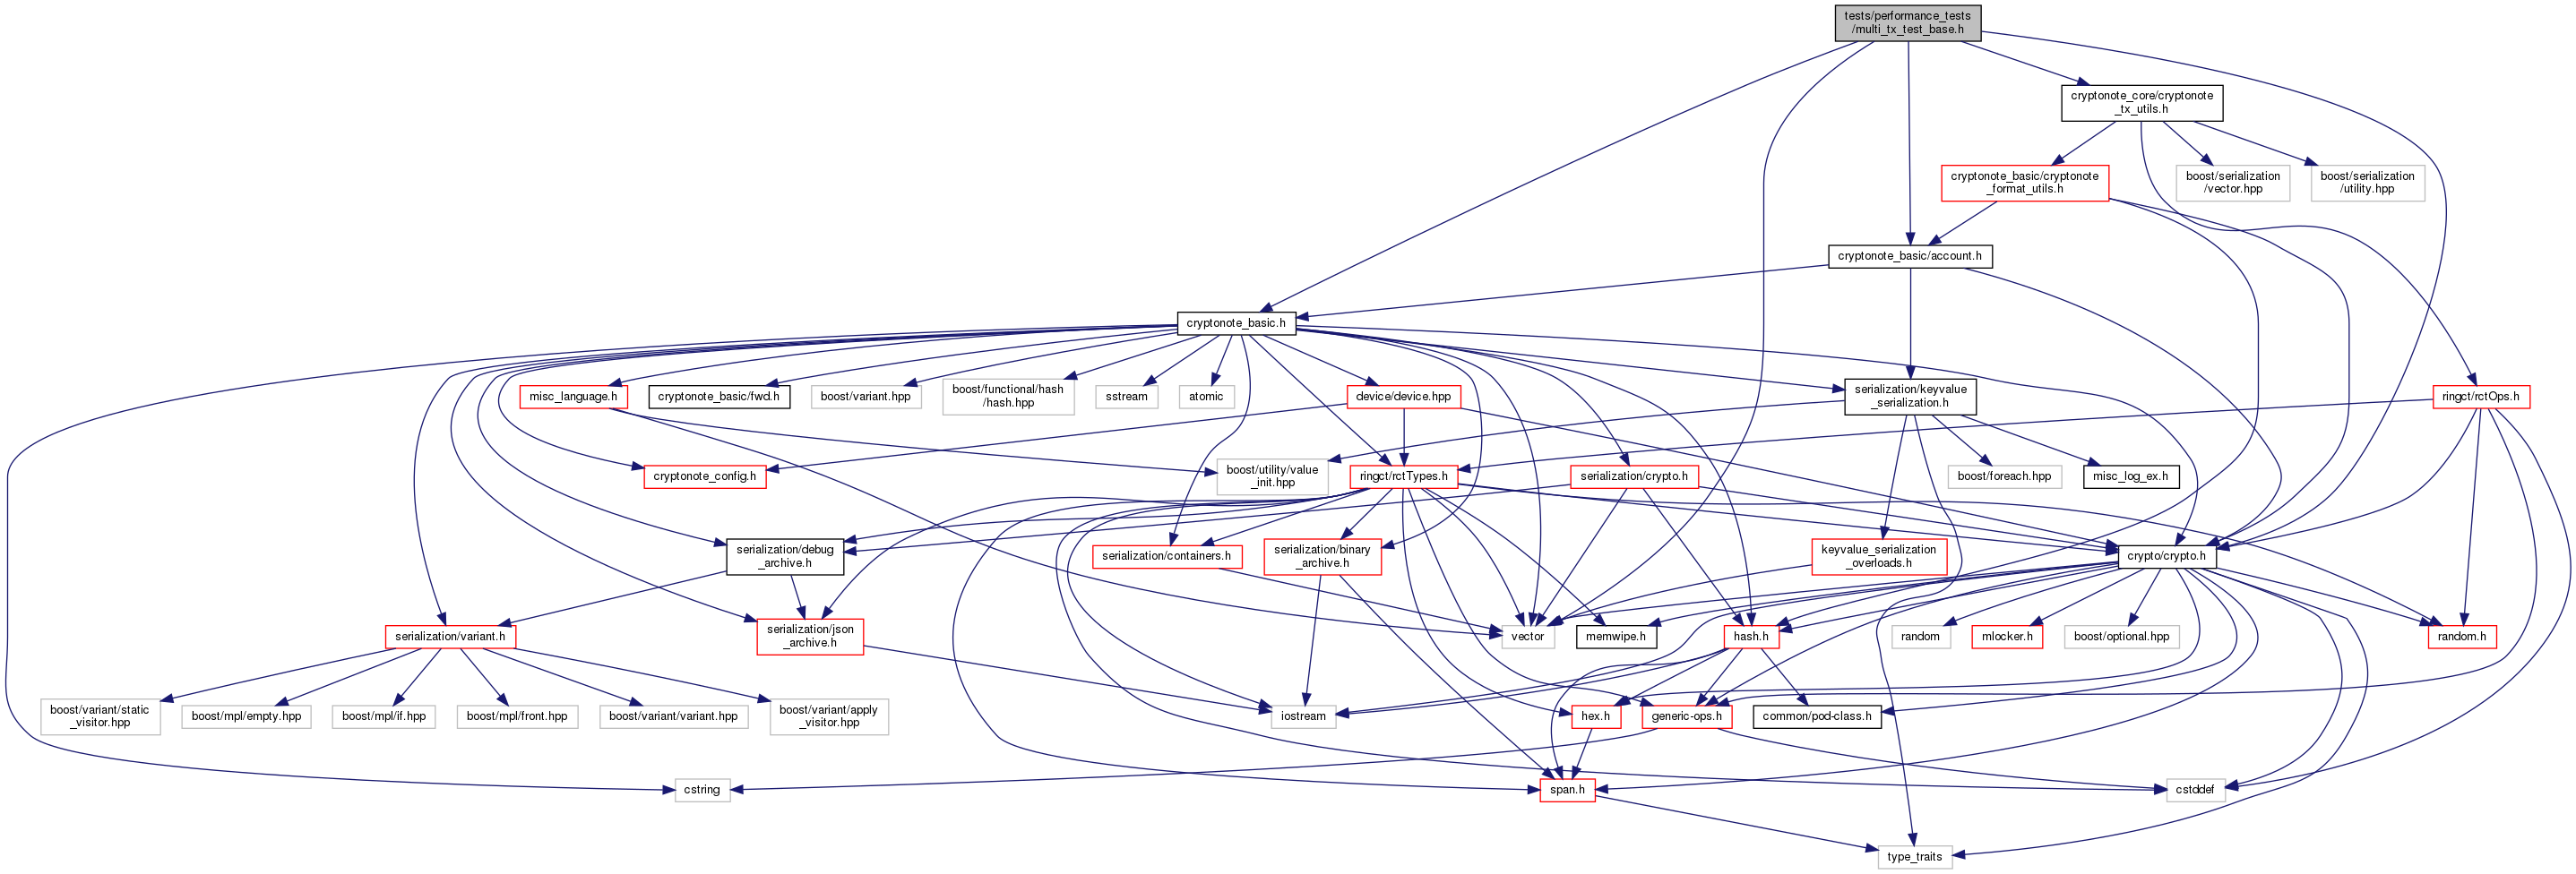 tests/performance_tests
/multi_tx_test_base.h
cryptonote_core/cryptonote
_tx_utils.h
cryptonote_basic/cryptonote
_format_utils.h
boost/serialization
/vector.hpp
boost/serialization
/utility.hpp
cryptonote_basic/account.h
cryptonote_basic.h
misc_language.h
cryptonote_basic/fwd.h
boost/variant.hpp
boost/functional/hash
/hash.hpp
sstream
atomic
device/device.hpp
serialization/keyvalue
_serialization.h
ringct/rctOps.h
cryptonote_config.h
boost/utility/value
_init.hpp
ringct/rctTypes.h
serialization/crypto.h
boost/foreach.hpp
misc_log_ex.h
serialization/debug
_archive.h
serialization/containers.h
serialization/binary
_archive.h
keyvalue_serialization
_overloads.h
crypto/crypto.h
serialization/variant.h
serialization/json
_archive.h
vector
memwipe.h
hash.h
random
mlocker.h
boost/optional.hpp
random.h
boost/variant/static
_visitor.hpp
boost/mpl/empty.hpp
boost/mpl/if.hpp
boost/mpl/front.hpp
boost/variant/variant.hpp
boost/variant/apply
_visitor.hpp
iostream
hex.h
generic-ops.h
common/pod-class.h
cstring
span.h
cstddef
type_traits